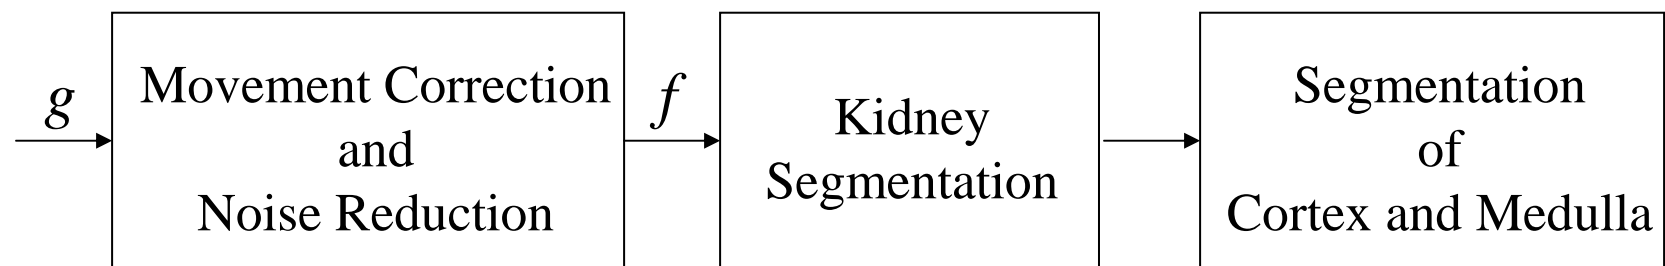 g
Movement Correction
and
Noise Reduction
f
Kidney
Segmentation
Segmentation
of
Cortex and Medulla